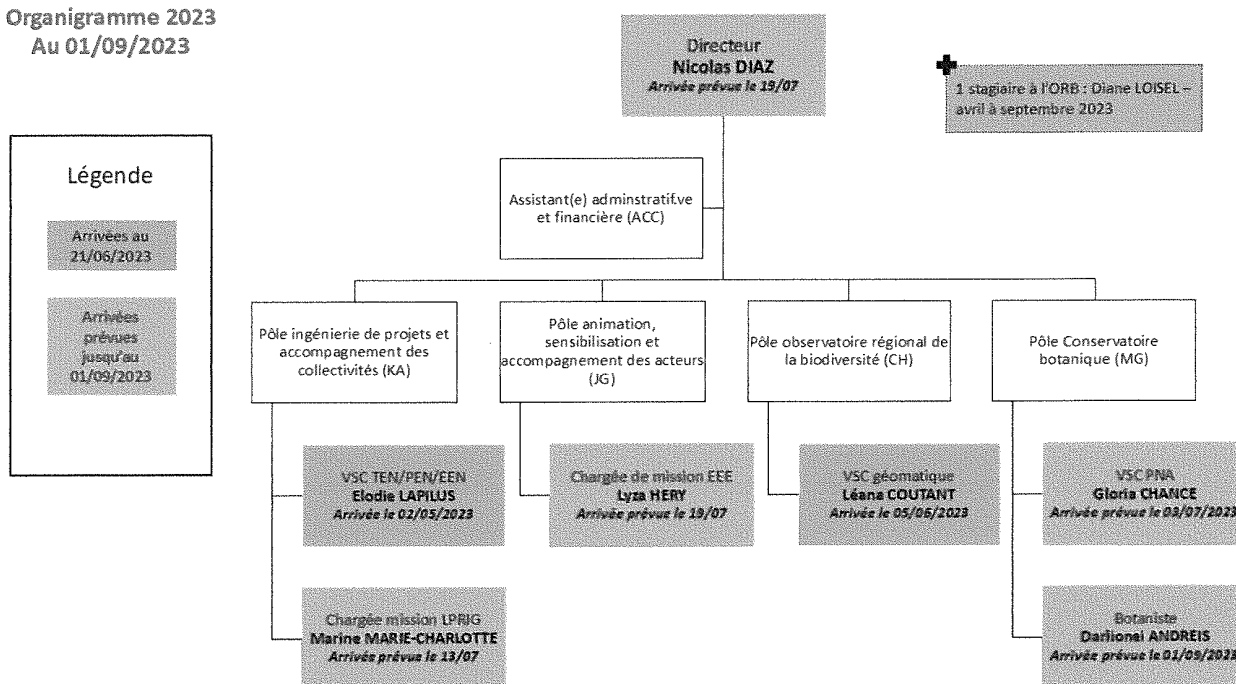 Organigramme 2023
Au 01/09/2023
Directeur
Nicolas DIAZ
Arrivée prévue le 19/07
1 stagiaire à l'ORB : Diane LOISEL –
avril à septembre 2023
Légende
Arrivées au
21/06/2023
Arrivées
prévues
jusqu'au
01/09/2023
Assistant(e) adminstratif.ve
et financière (ACC)
Pôle ingénierie de projets et
accompagnement des
collectivités (KA)
Pôle animation,
sensibilisation et
accompagnement des acteurs
(JG)
Pôle observatoire régional de
la biodiversité (CH)
Pôle Conservatoire
botanique (MG)
VSC TEN/PEN/EEN
Elodie LAPILUS
Arrivée le 02/05/2023
Chargée de mission EEE
Lyza HERY
Arrivée prévue le 19/07
VSC géomatique
Léana COUTANT
Arrivée le 05/06/2023
VSC PNA
Gloria CHANCE
Arrivée prévue le 03/07/2023
Chargée mission LPRIG
Marine MARIE-CHARLOTTE
Arrivée prévue le 13/07
Botaniste
Darlionei ANDREIS
Arrivée prévue le 01/09/2023